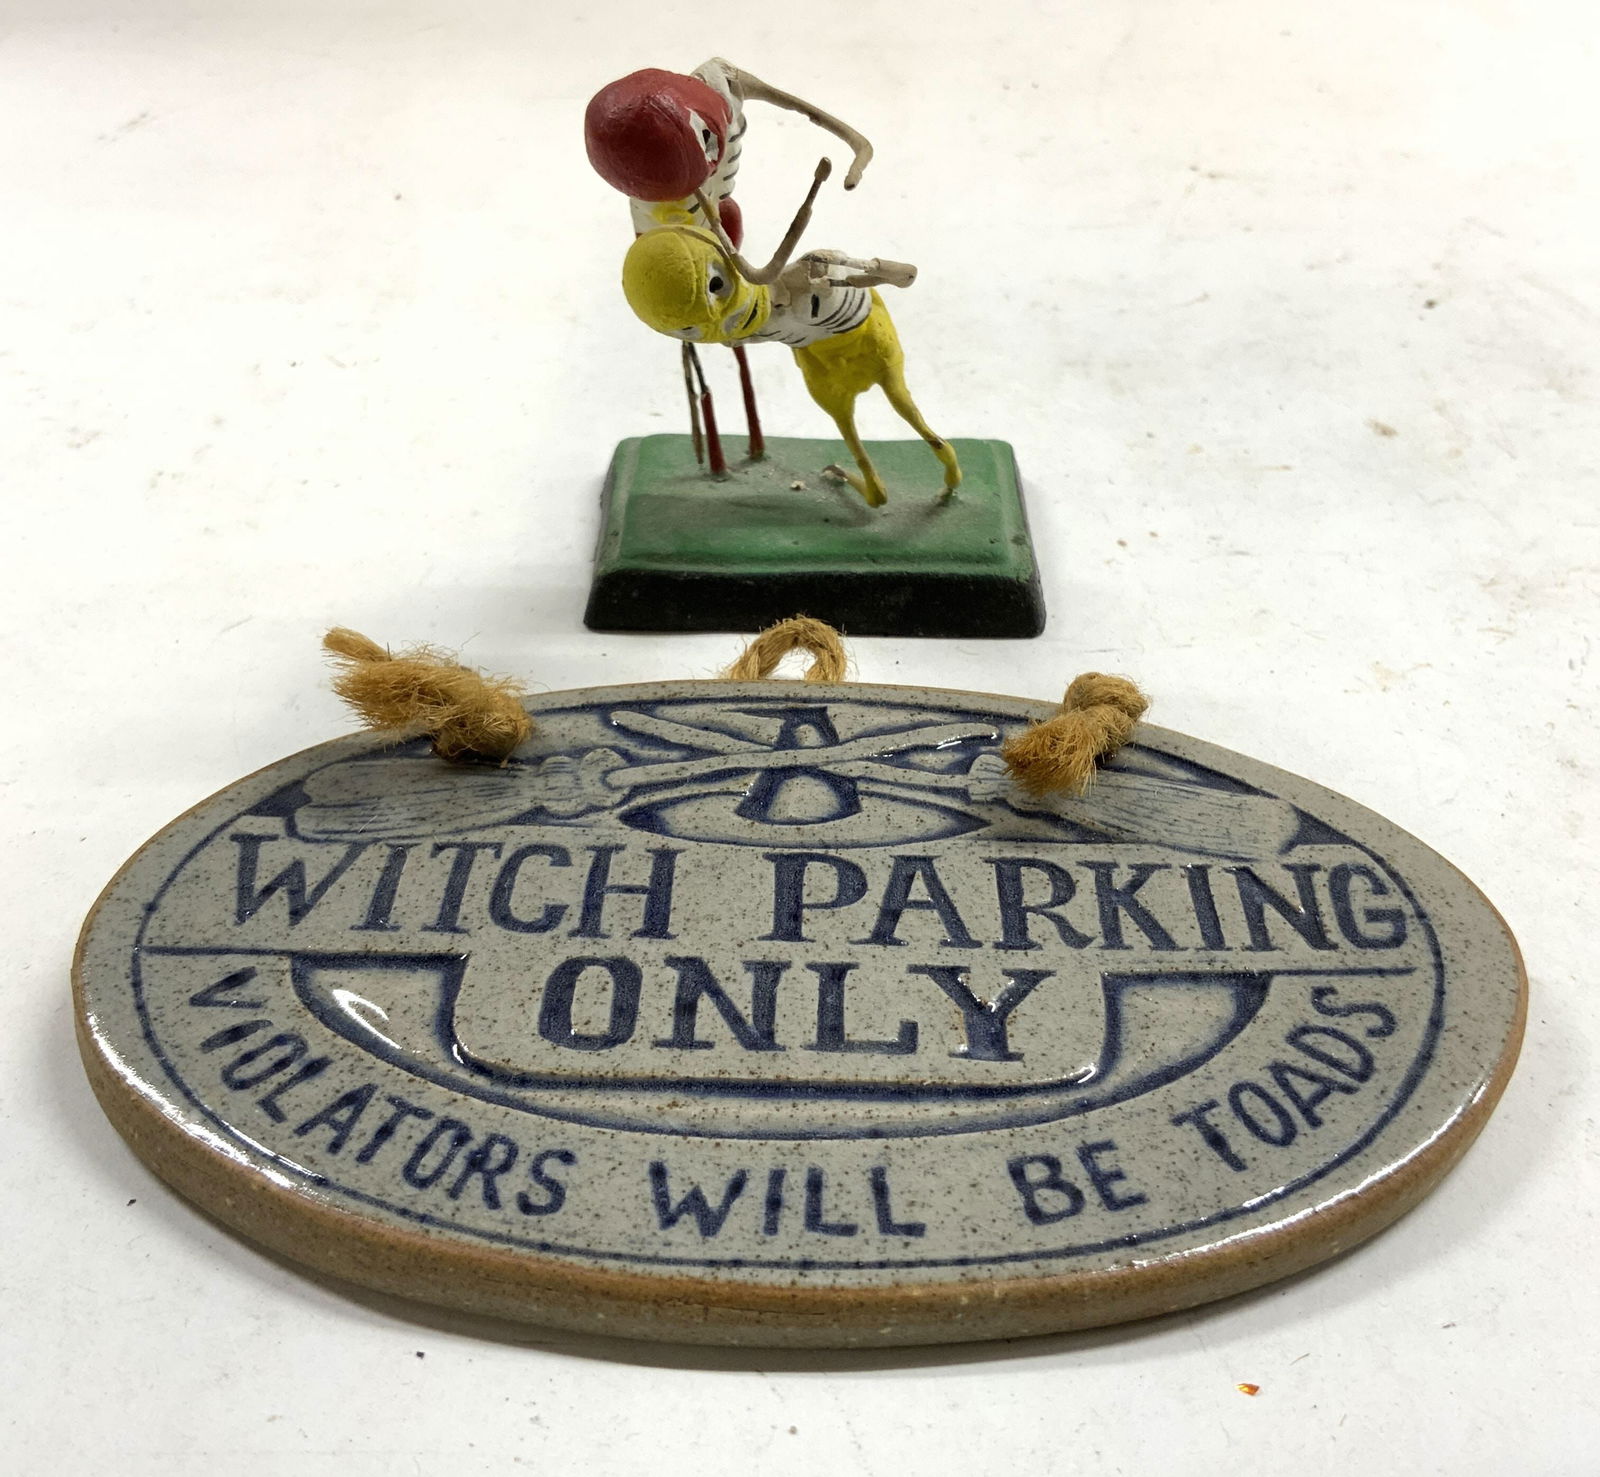 WITCH PARKING
ONLY
VIOLATORS WILL BE TOADS